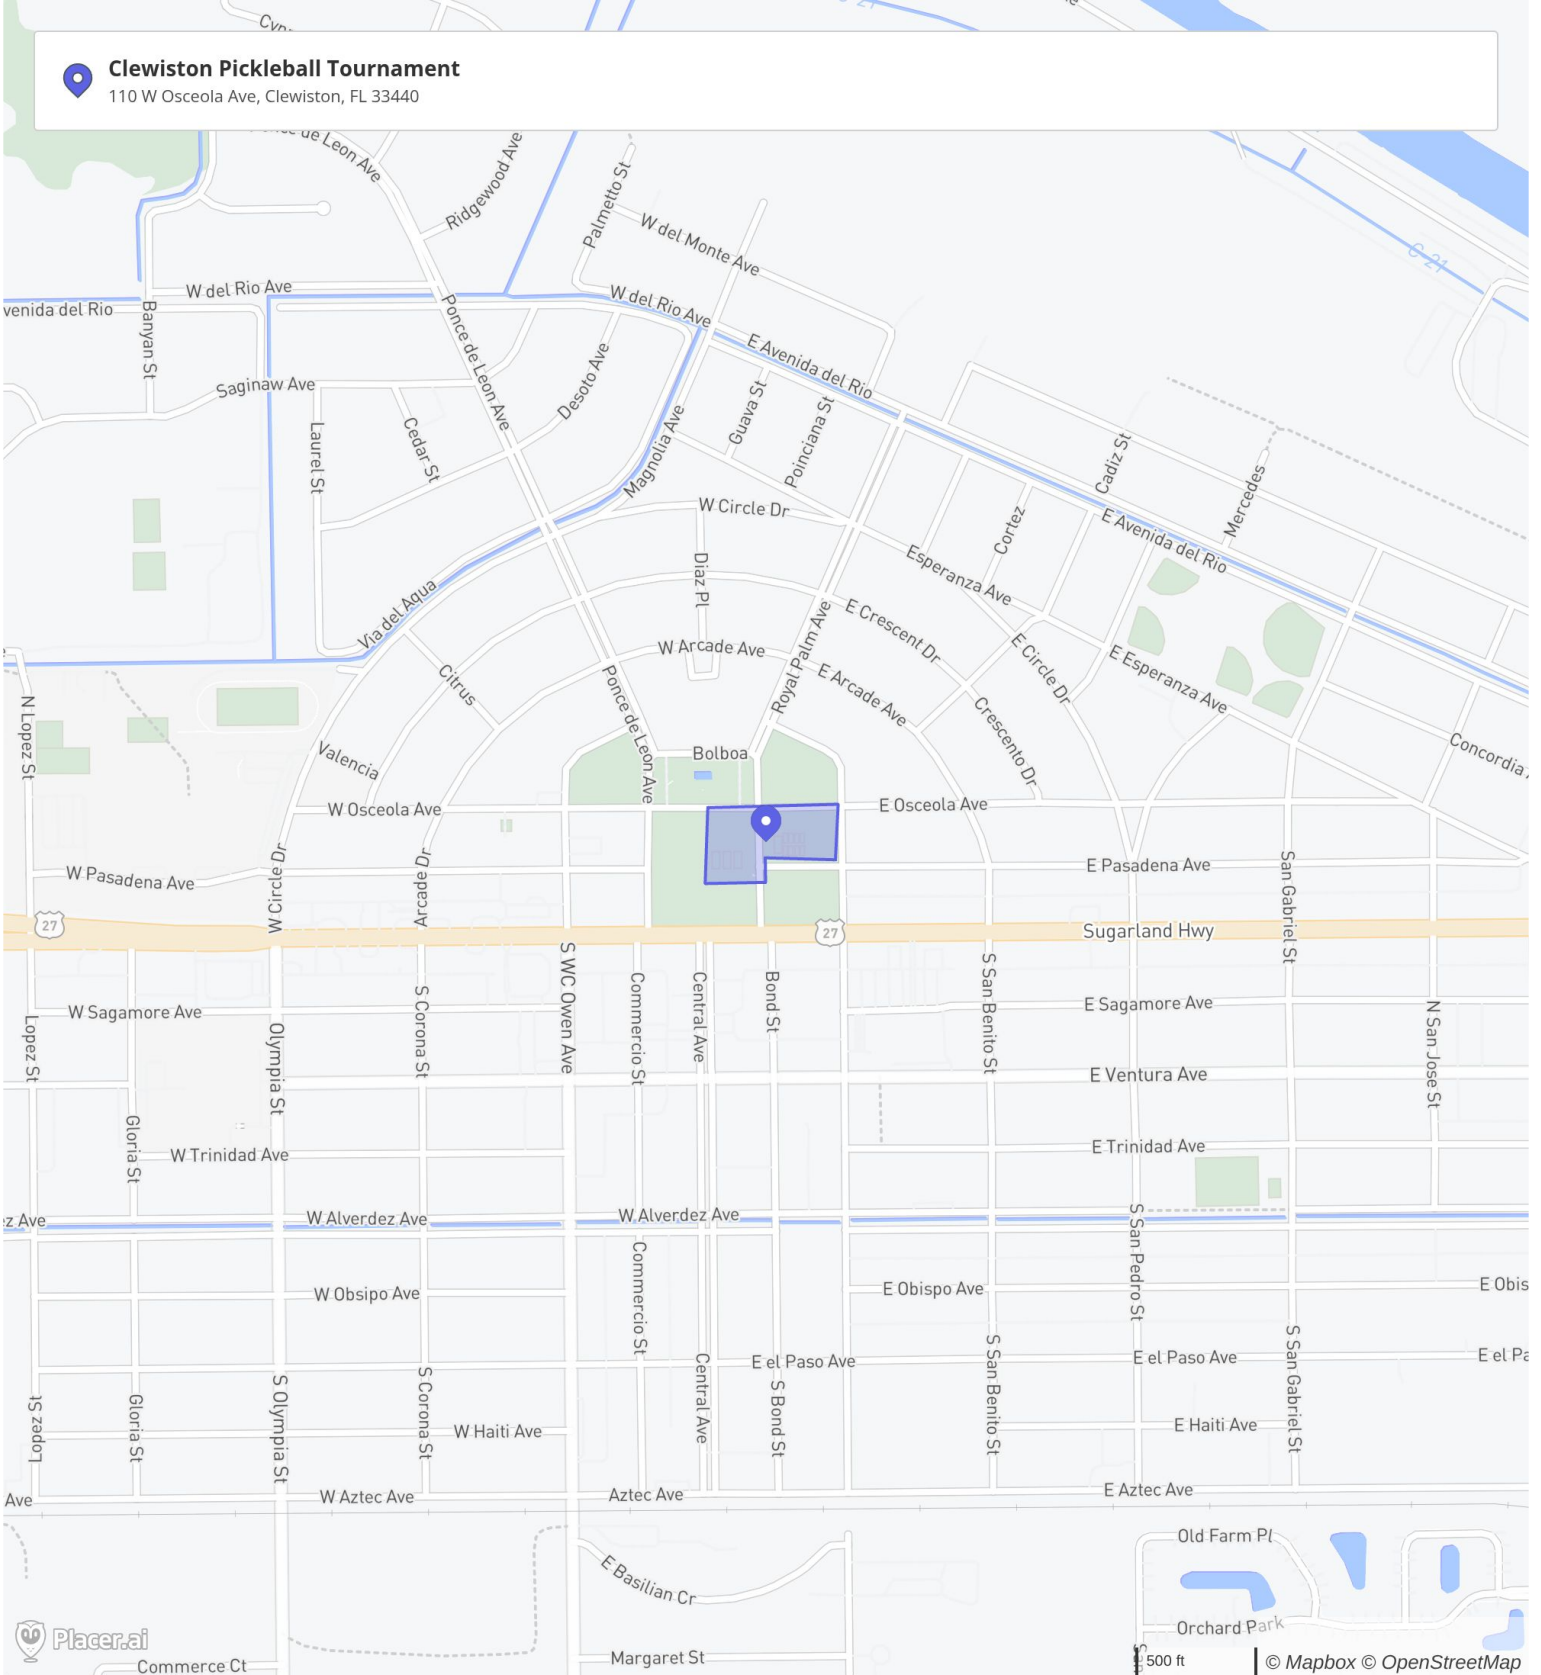 Cyp
Clewiston Pickleball Tournament
110 W Osceola Ave, Clewiston, FL 33440
C-21
Ponce de Leon Ave
Ridgewood Ave
Palmetto St
W del Monte Ave
C-21
W del Rio Ave
W del Rio Ave
venida del Rio
Banyan St
Ponce de Leon Ave
E Avenida del Rio
Saginaw Ave
Desoto Ave
Guava St
Poinciana St
Magnolia Ave
Laurel St
Cedar St
Cadiz St
Mercedes
W Circle Dr
Cortez
E Avenida del Rio
Esperanza Ave
Diaz Pl
Via del Aqua
E Crescent Dr
Royal Palm Ave
W Arcade Ave
E Circle Dr
E Esperanza Ave
Citrus
E Arcade Ave
Ponce de Leon Ave
N Lopez St
Crescento Dr
Valencia
Bolboa
Concordia
W Osceola Ave
E Osceola Ave
W Pasadena Ave
W Circle Dr
Arcade Dr
E Pasadena Ave
San Gabriel St
27
27
Sugarland Hwy
W Sagamore Ave
E Sagamore Ave
Lopez St
Olympia St
S Corona St
S WC Owen Ave
Commercio St
Central Ave
Bond St
S San Benito St
N San Jose St
E Ventura Ave
Gloria St
W Trinidad Ave
E Trinidad Ave
ez Ave
W Alverdez Ave
W Alverdez Ave
S San Pedro St
W Obsipo Ave
Commercio St
E Obispo Ave
E Obis
E el Paso Ave
E el Paso Ave
E el Pa
Lopez St
Gloria St
S Olympia St
S Corona St
W Haiti Ave
Central Ave
S Bond St
S San Benito St
E Haiti Ave
S San Gabriel St
Ave
W Aztec Ave
Aztec Ave
E Aztec Ave
Old Farm Pl
E Basilian Cr
Orchard Park
Placer.ai
Commerce Ct
Margaret St
San
500 ft
© Mapbox © OpenStreetMap